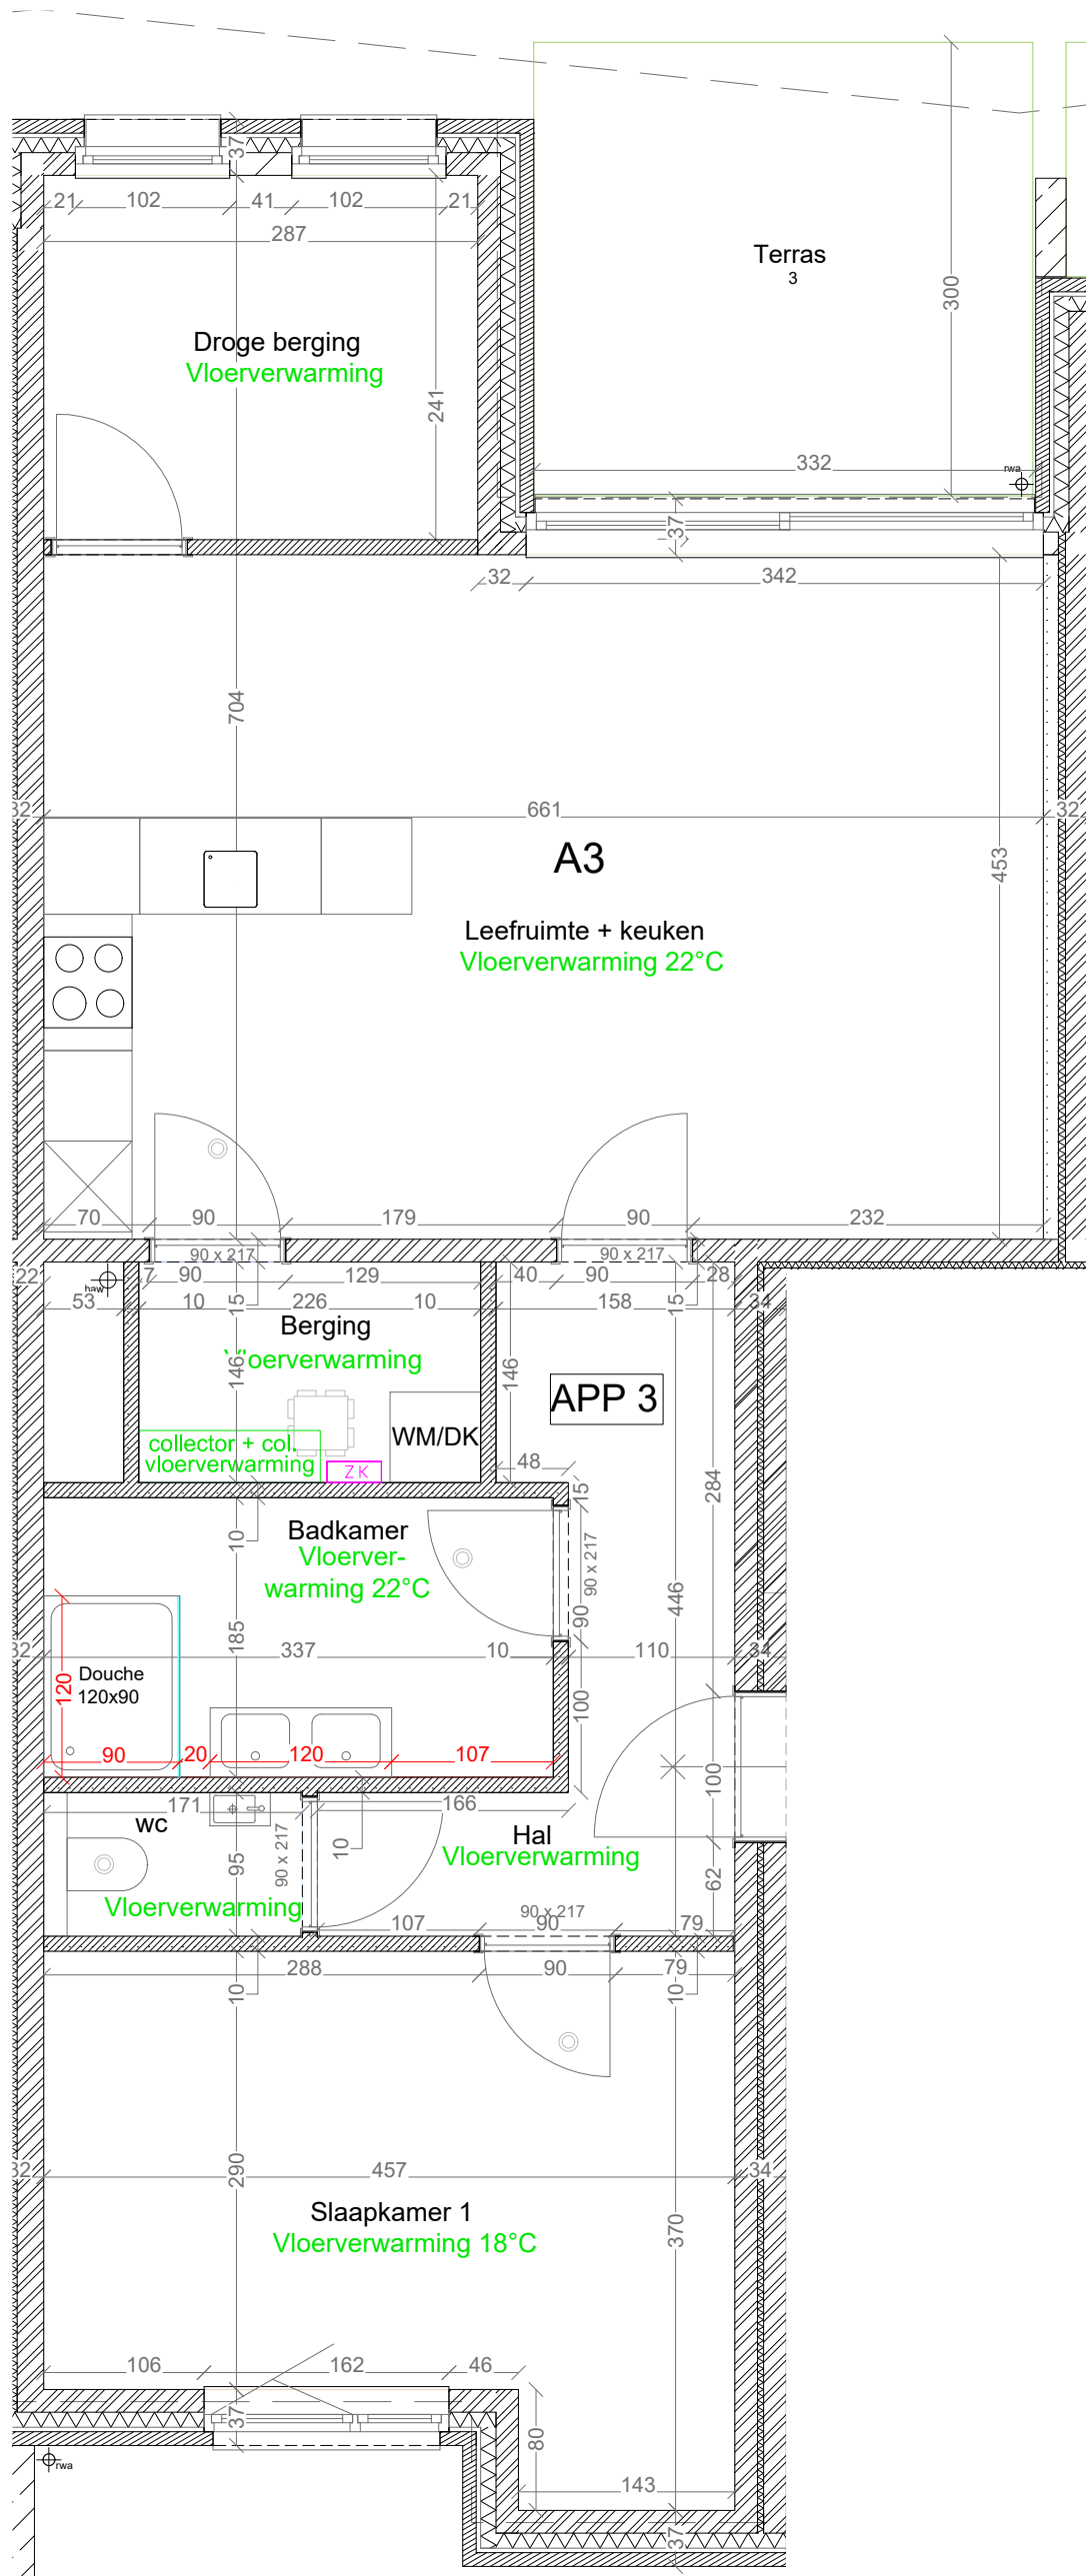 37
21 102 41 102 21
287
Terras
3
300
Droge berging
Vloerverwarming
241
332
rwa
37
32 342
704
661
32 32
A3
453
Leefruimte + keuken
Vloerverwarming 22°C
70 90 179 90 232
90 x 217 90 x 217
22 7 90 129 40 90 28
haw
53 10 15 226 10 158 15 34
Berging
Vloerverwarming
146 146
APP 3
WM/DK
collector + col.
vloerverwarming
ZK
48
284
15
10
Badkamer
Vloerver-
warming 22°C
90 x 217
90
446
185
32 337 10 110 34
Douche
120x90
120
100
90 20 120 107
100
171 166
wc
Hal
Vloerverwarming
90 x 217
10
95
62
Vloerverwarming
90 x 217
107 90 79
288 90 79
10 10
290
32 457 34
Slaapkamer 1
Vloerverwarming 18°C
370
106 162 46
37
80
rwa
143
37